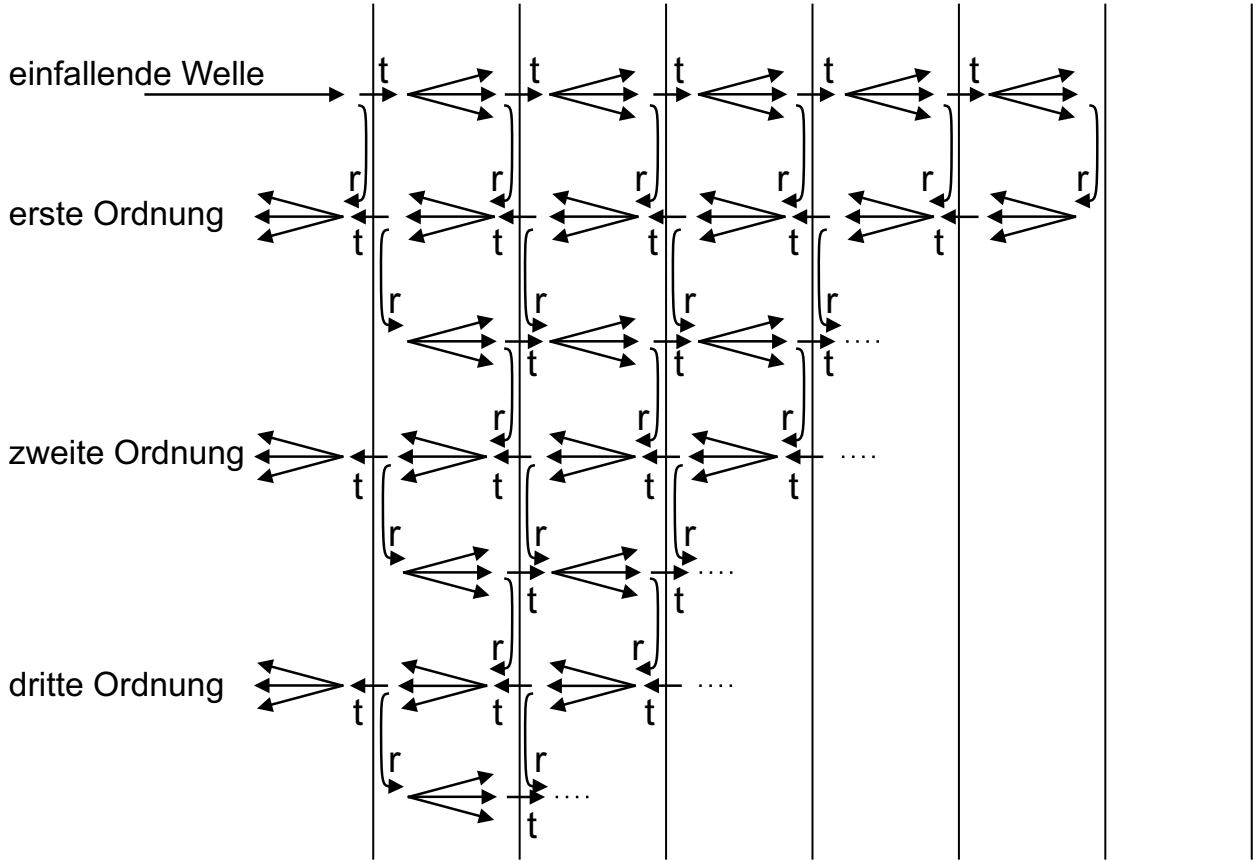 einfallende Welle t t t t t
r r r r r r
erste Ordnung
t t t t t
r r r r
....
t t t
r r r
zweite Ordnung ....
t t t t
r r r
....
t t
r r
dritte Ordnung ....
t t t
r r
....
t